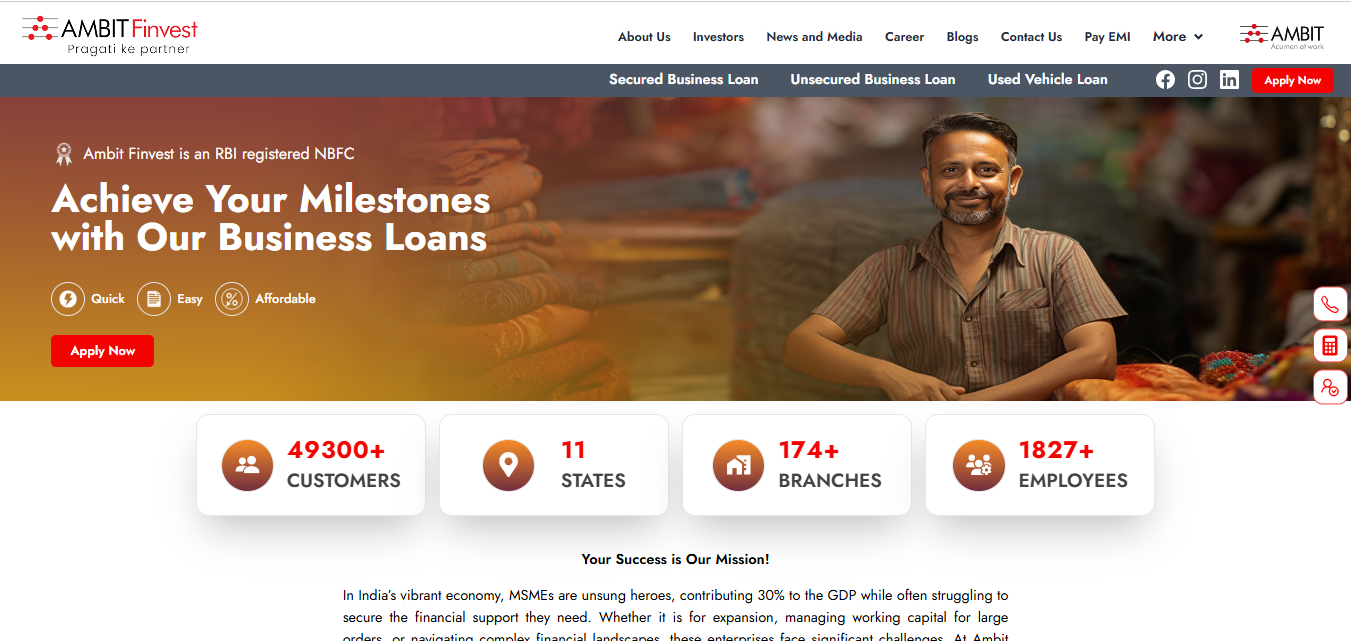 AMBIT Finvest
Pragati ke partner
About Us Investors News and Media Career Blogs Contact Us Pay EMI More
AMBIT
Acumen at work
Secured Business Loan Unsecured Business Loan Used Vehicle Loan Apply Now
Ambit Finvest is an RBI registered NBFC
Achieve Your Milestones
with Our Business Loans
Quick Easy Affordable
Apply Now
49300+
CUSTOMERS
11
STATES
174+
BRANCHES
1827+
EMPLOYEES
Your Success is Our Mission!
In India’s vibrant economy, MSMEs are unsung heroes, contributing 30% to the GDP while often struggling to
secure the financial support they need. Whether it is for expansion, managing working capital for large
orders, or navigating complex financial landscapes, these enterprises face significant challenges. At Ambit